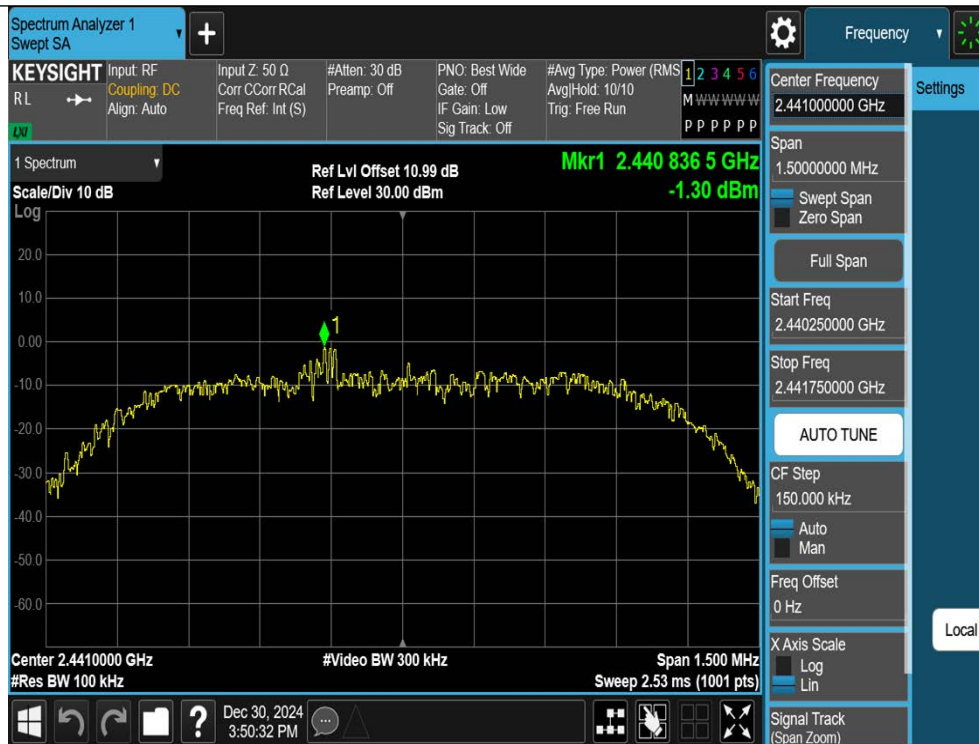 Spectrum Analyzer 1
Swept SA
+
Frequency
KEYSIGHT
RL
LXI
Input: RF
Coupling: DC
Align: Auto
Input Z: 50 Ω
Corr CCorr RCal
Freq Ref: Int (S)
#Atten: 30 dB
Preamp: Off
PNO: Best Wide
Gate: Off
IF Gain: Low
Sig Track: Off
#Avg Type: Power (RMS
Avg|Hold: 10/10
Trig: Free Run
1 2 3 4 5 6
M W W W W W
P P P P P P
1 Spectrum
Scale/Div 10 dB
Log
Ref Lvl Offset 10.99 dB
Ref Level 30.00 dBm
Mkr1 2.440 836 5 GHz
-1.30 dBm
20.0
10.0
0.00
-10.0
-20.0
-30.0
-40.0
-50.0
-60.0
1
Center 2.4410000 GHz
#Res BW 100 kHz
#Video BW 300 kHz
Span 1.500 MHz
Sweep 2.53 ms (1001 pts)
?
Dec 30, 2024
3:50:32 PM
Center Frequency
2.441000000 GHz
Span
1.50000000 MHz
Swept Span
Zero Span
Full Span
Start Freq
2.440250000 GHz
Stop Freq
2.441750000 GHz
AUTO TUNE
CF Step
150.000 kHz
Auto
Man
Freq Offset
0 Hz
X Axis Scale
Log
Lin
Signal Track
(Span Zoom)
Settings
Local